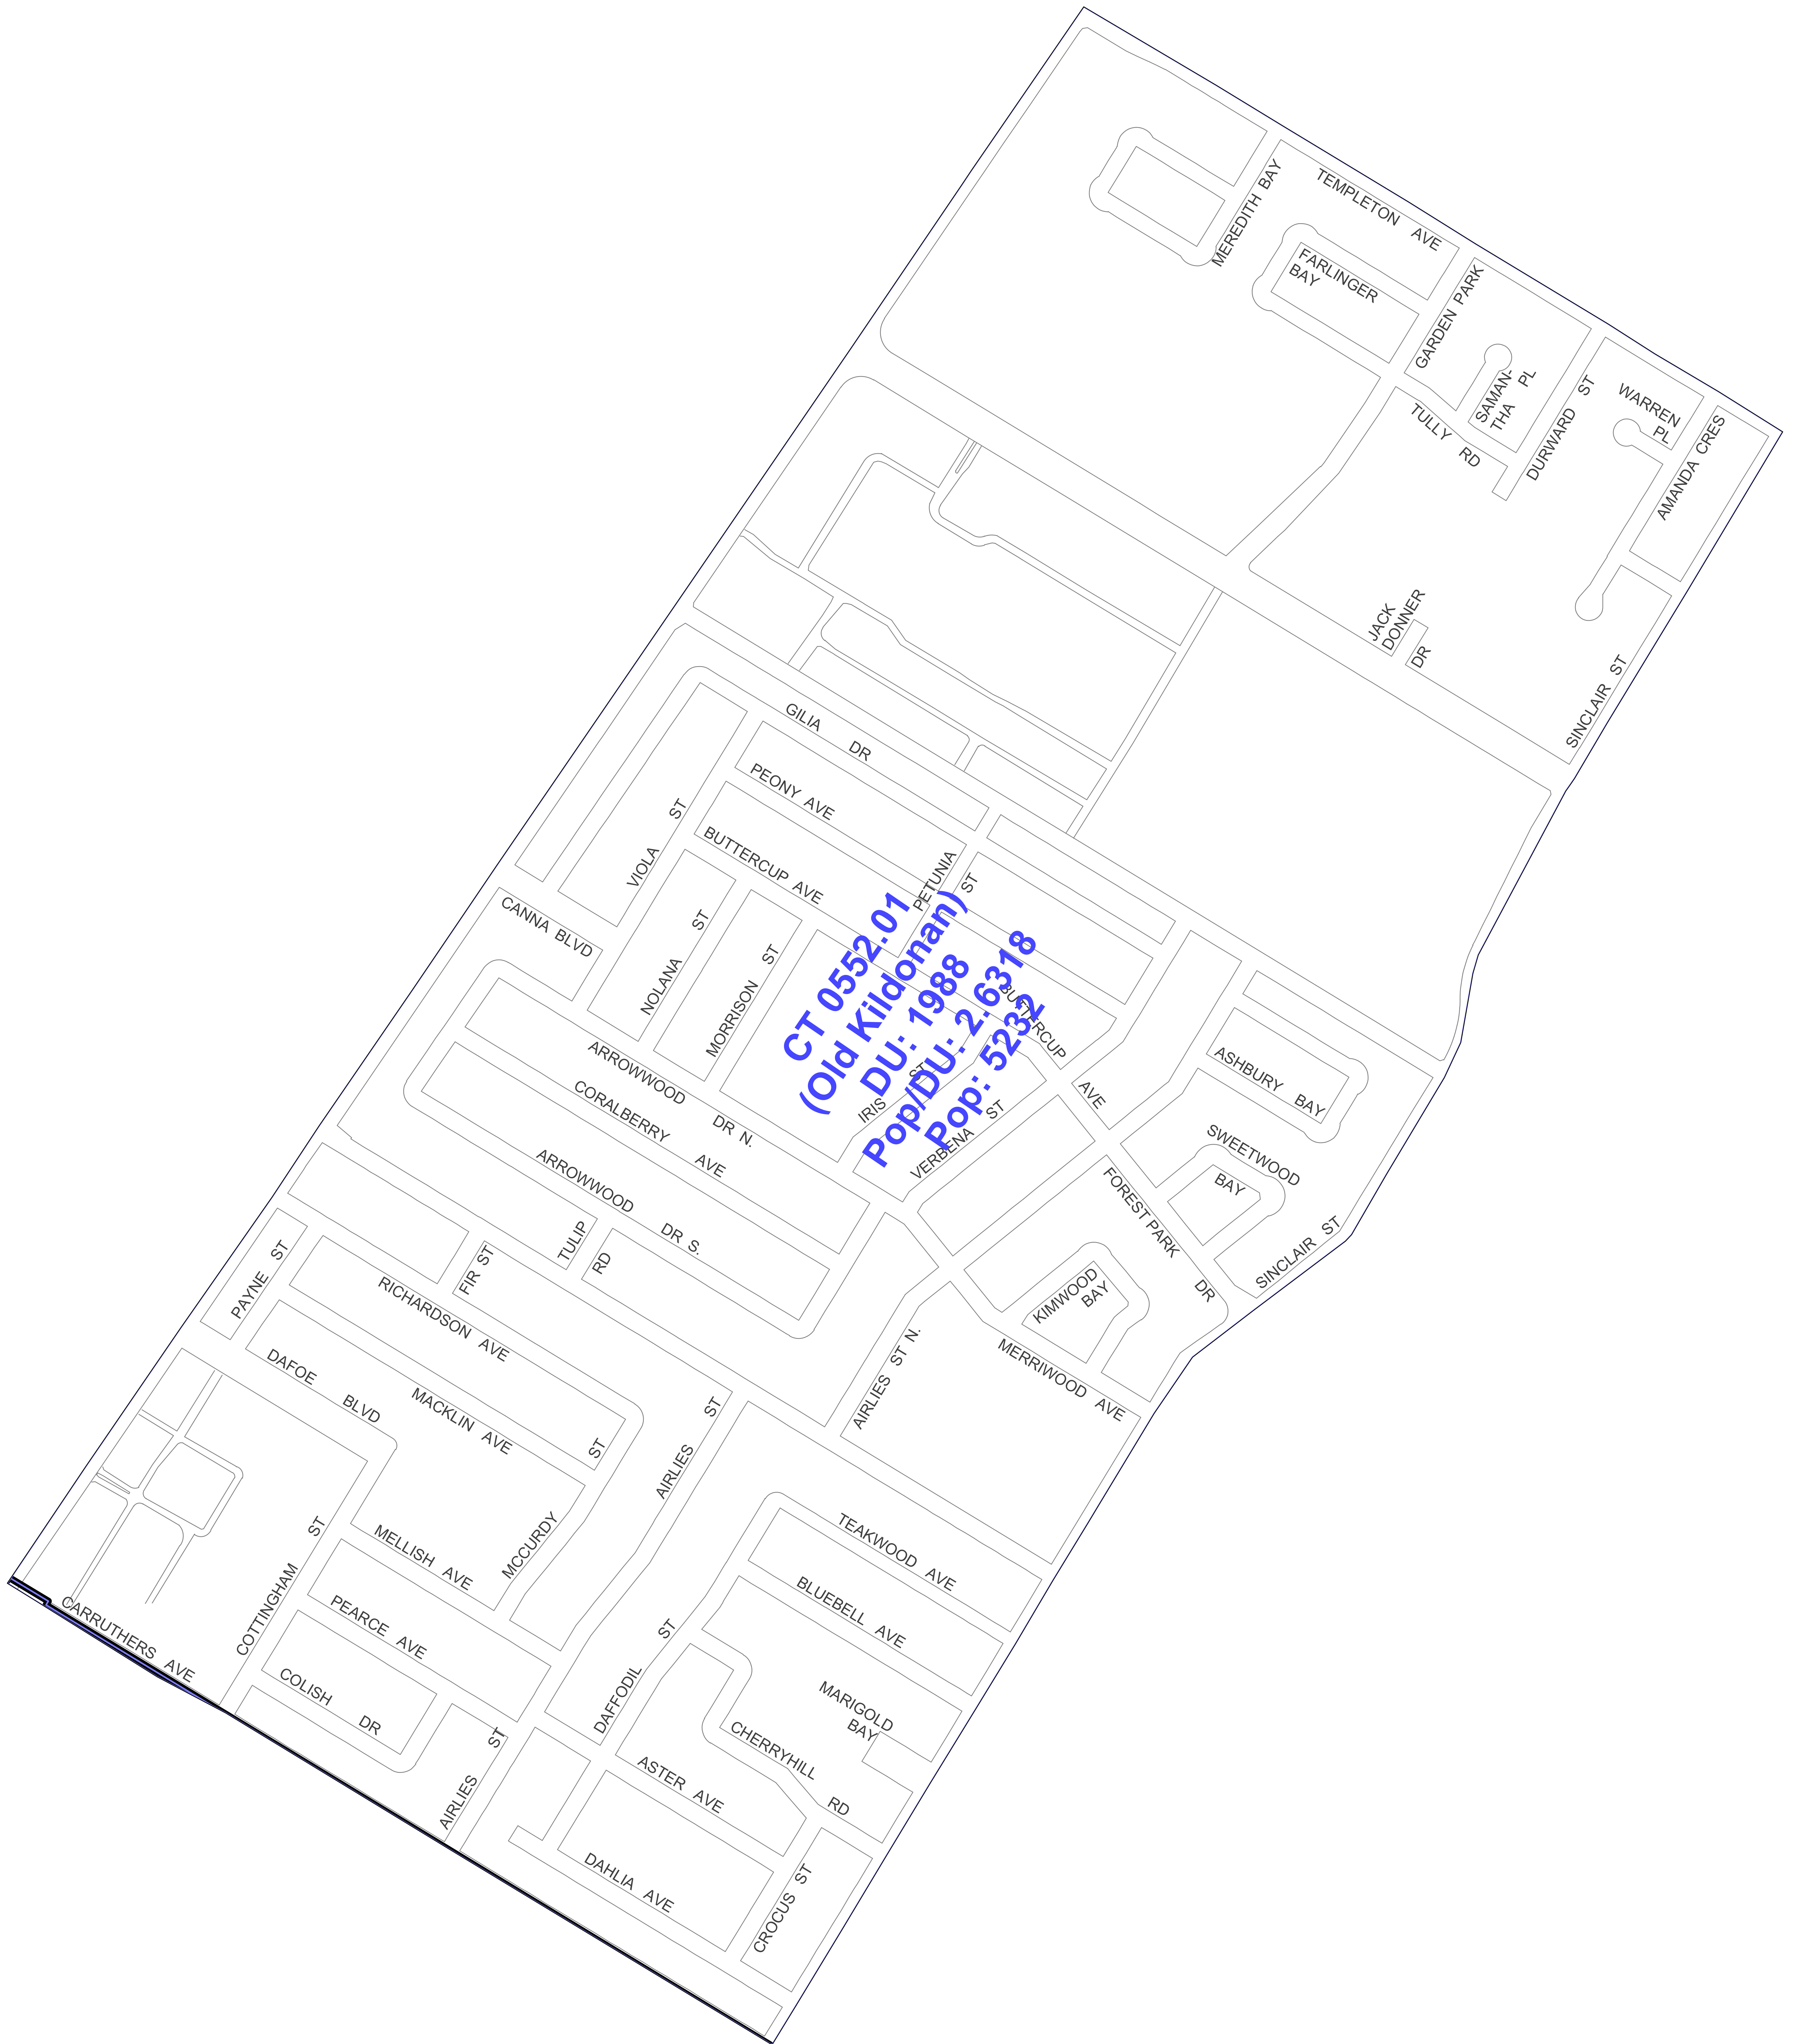 MEREDITH BAY
TEMPLETON AVE
FARLINGER
BAY
GARDEN PARK
SAMAN-
THA PL
TULLY RD
DURWARD ST
WARREN
PL
AMANDA CRES
JACK
DONNER
DR
SINCLAIR ST
GILIA DR
PEONY AVE
VIOLA ST
BUTTERCUP AVE
PETUNIA ST
CANNA BLVD
NOLANA ST
MORRISON ST
CT 0552.01
(Old Kildonan)
DU: 1988
Pop/DU: 2.6318
Pop: 5232
BUTTERCUP AVE
IRIS ST
VERBENA ST
ARROWWOOD DR N.
CORALBERRY AVE
ARROWWOOD DR S.
ASHBURY BAY
SWEETWOOD
BAY
FOREST PARK DR
SINCLAIR ST
KIMWOOD
BAY
MERRIWOOD AVE
AIRLIES ST N.
TULIP RD
FIR ST
PAYNE ST
RICHARDSON AVE
DAFOE BLVD
MACKLIN AVE
MCCURDY ST
AIRLIES ST
MELLISH AVE
COTTINGHAM ST
PEARCE AVE
CARRUTHERS AVE
COLISH DR
AIRLIES ST
DAFFODIL ST
TEAKWOOD AVE
BLUEBELL AVE
MARIGOLD
BAY
CHERRYHILL RD
ASTER AVE
DAHLIA AVE
CROCUS ST